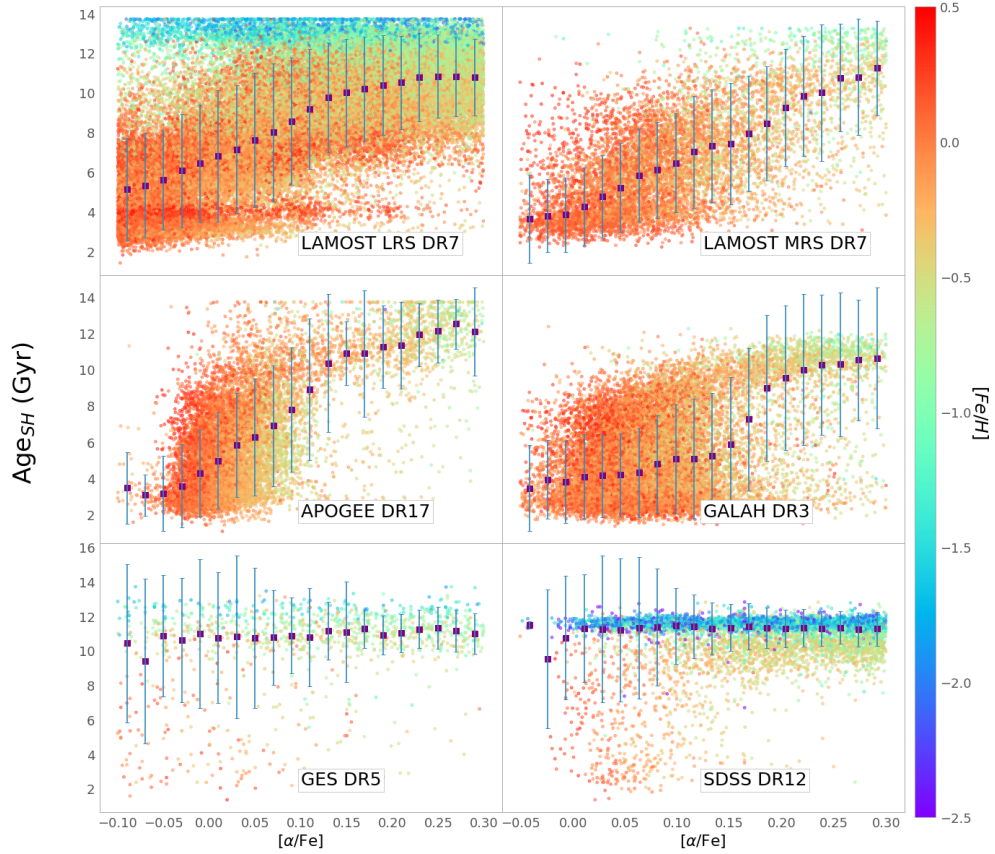 14
12
10
8
6
4
2
LAMOST LRS DR7
LAMOST MRS DR7
14
12
10
8
6
4
2
APOGEE DR17
GALAH DR3
16
14
12
10
8
6
4
2
GES DR5
SDSS DR12
−0.10 −0.05 0.00 0.05 0.10 0.15 0.20 0.25 0.30
−0.05 0.00 0.05 0.10 0.15 0.20 0.25 0.30
[α/Fe]
[α/Fe]
Age_SH (Gyr)
0.5
0.0
−0.5
−1.0
−1.5
−2.0
−2.5
[Fe/H]